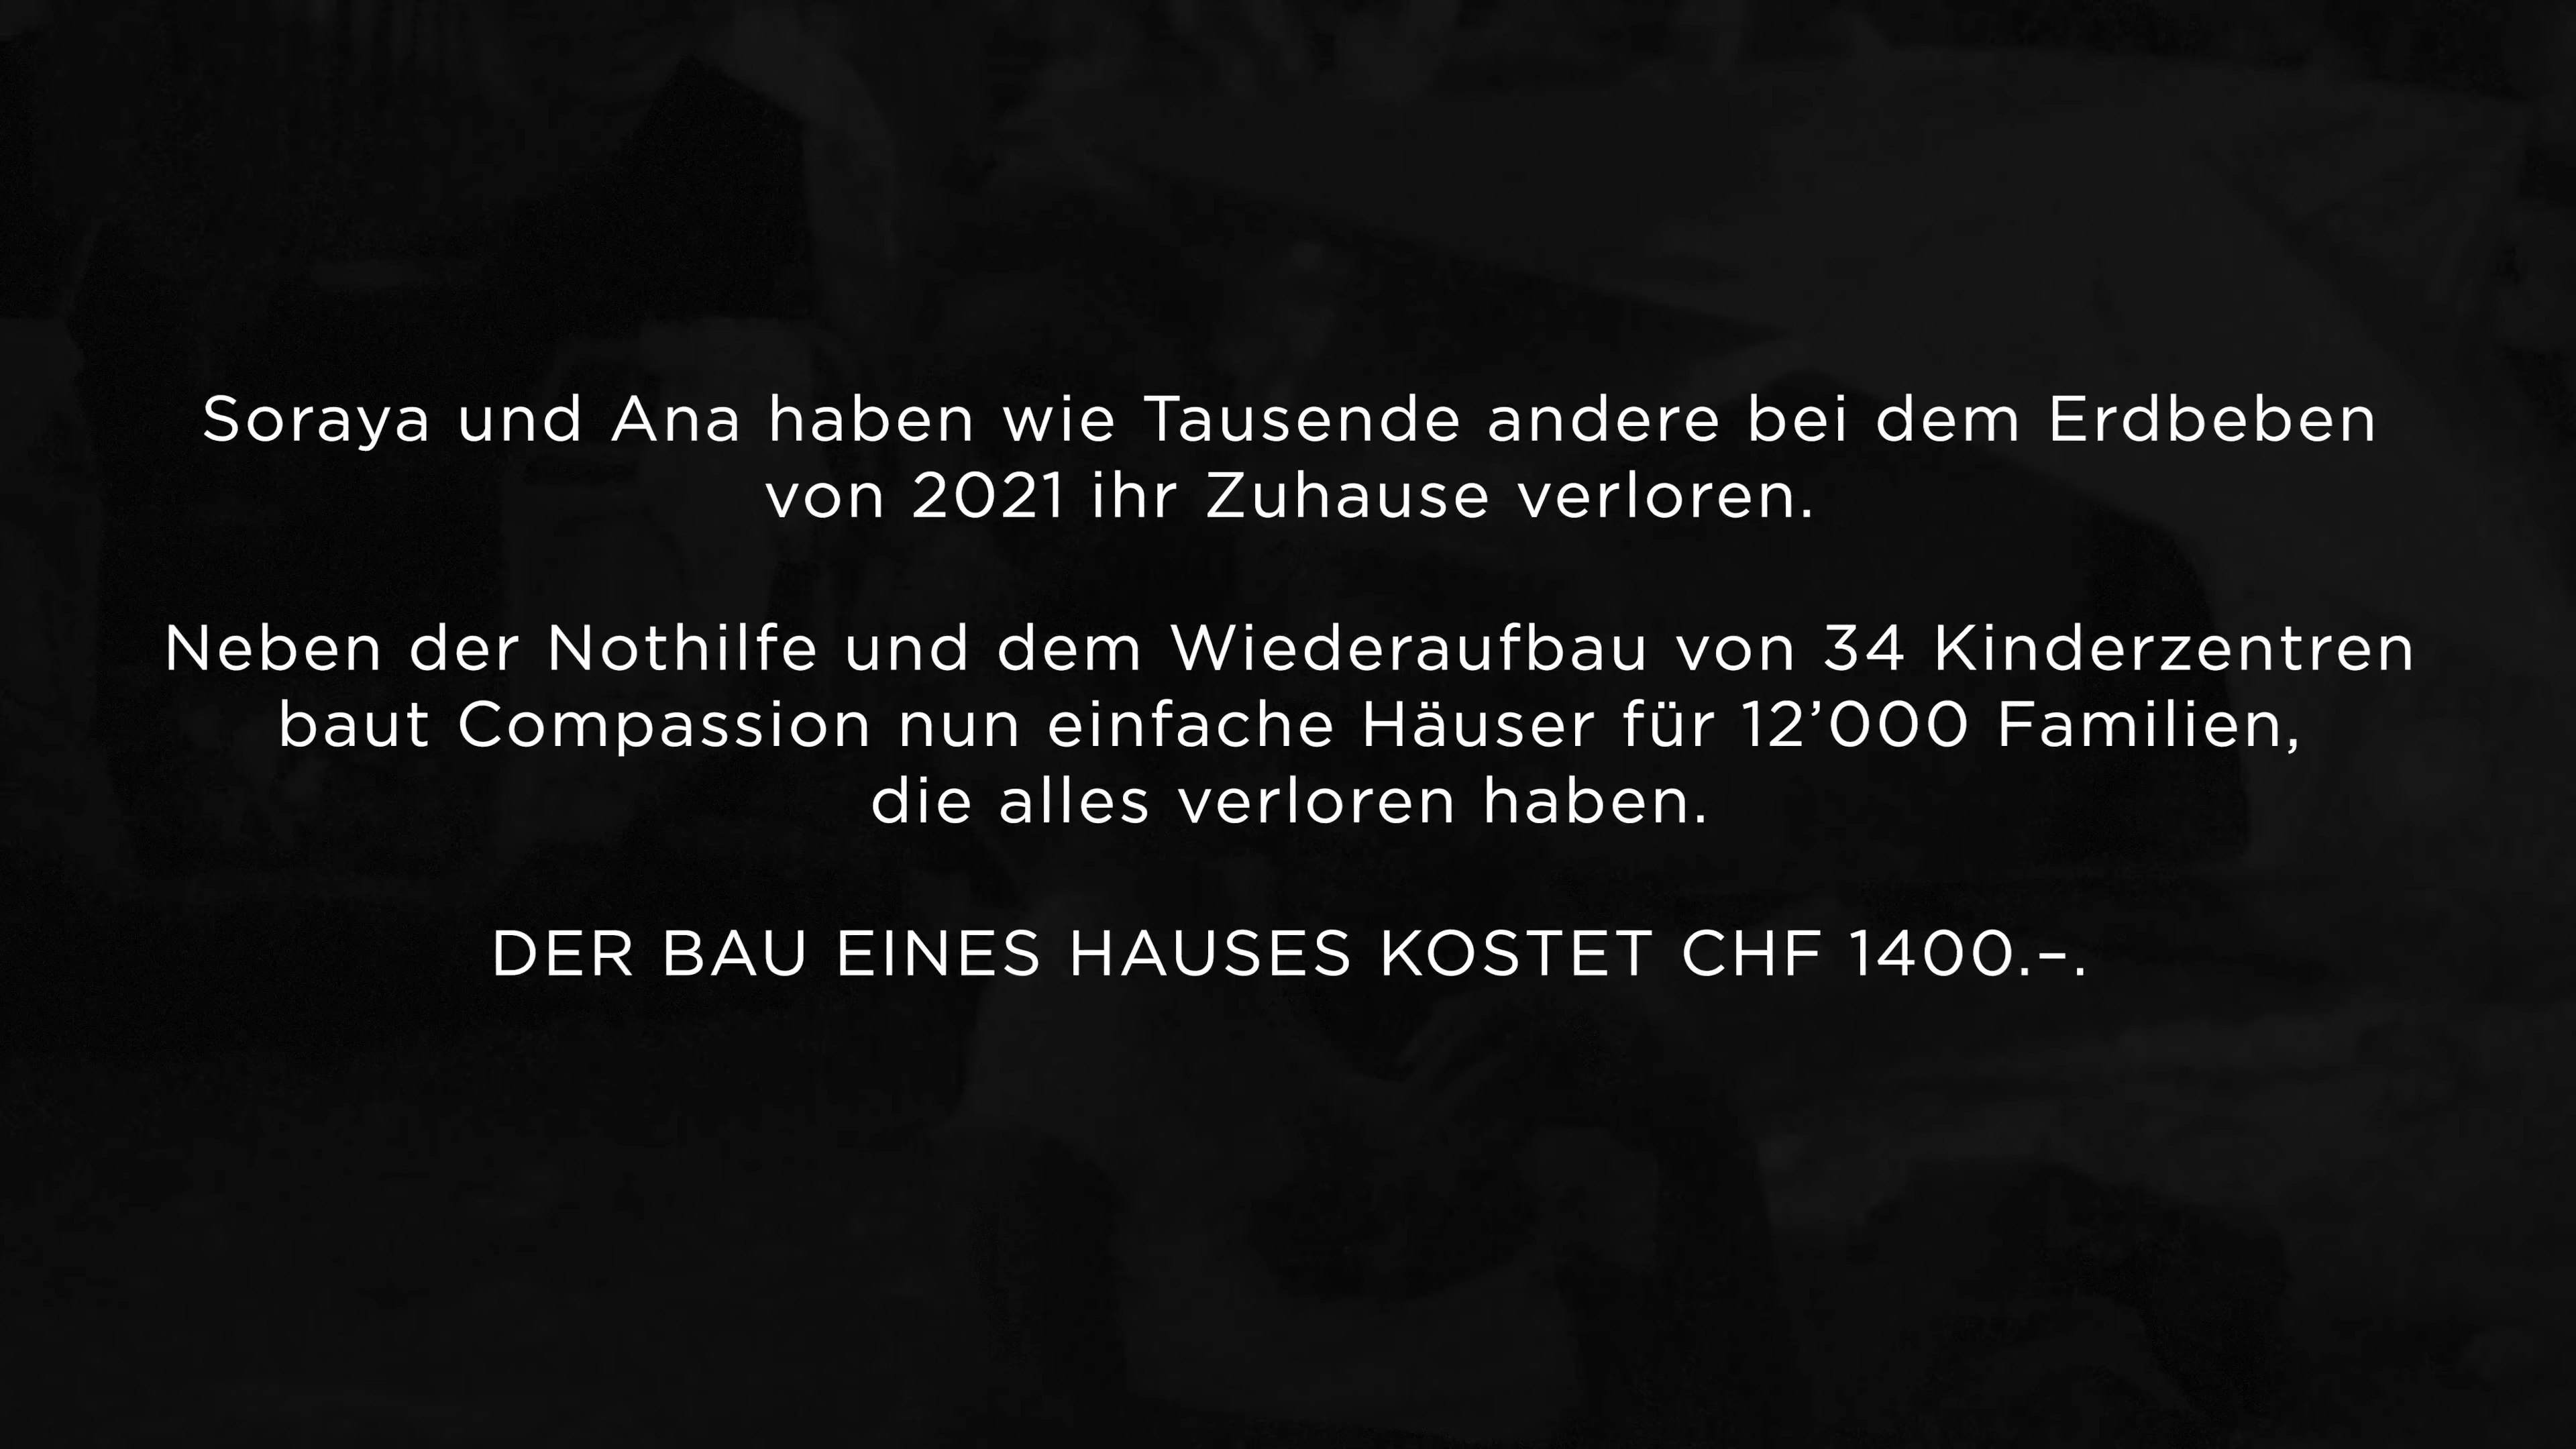 Soraya und Ana haben wie Tausende andere bei dem Erdbeben
von 2021 ihr Zuhause verloren.
Neben der Nothilfe und dem Wiederaufbau von 34 Kinderzentren
baut Compassion nun einfache Häuser für 12’000 Familien,
die alles verloren haben.
DER BAU EINES HAUSES KOSTET CHF 1400.–.